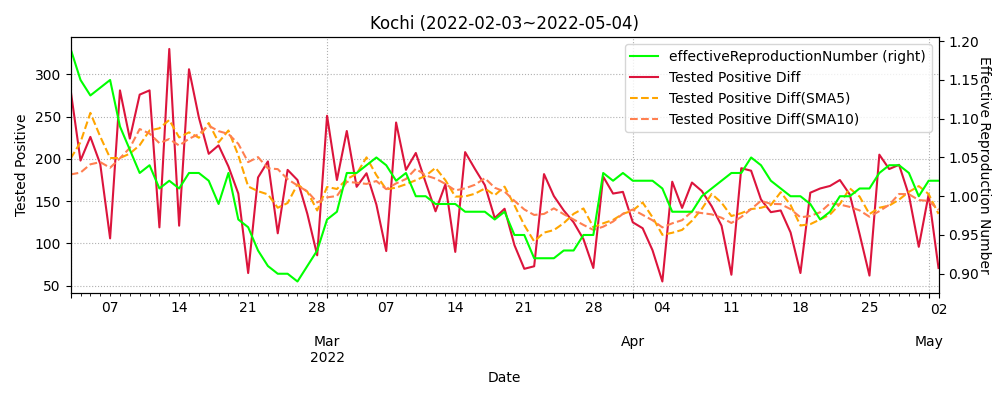 Kochi (2022-02-03~2022-05-04)
effectiveReproductionNumber (right)
Tested Positive Diff
Tested Positive Diff(SMA5)
Tested Positive Diff(SMA10)
Tested Positive
300
250
200
150
100
50
1.20
1.15
1.10
1.05
1.00
0.95
0.90
Effective Reproduction Number
07 14 21 28 07 14 21 28 04 11 18 25 02
Mar Apr May
2022
Date